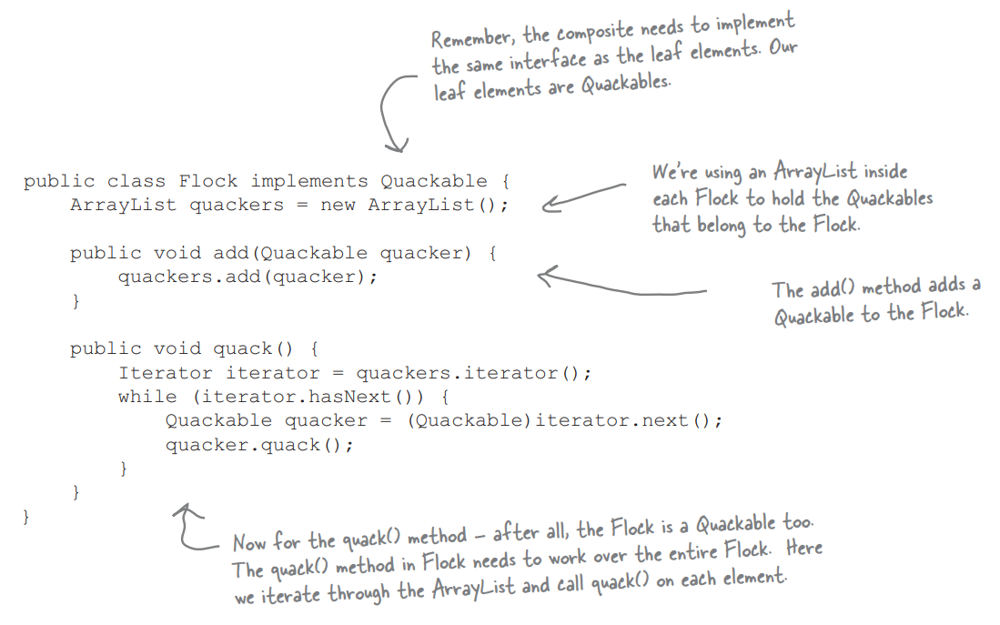 Remember, the composite needs to implement
the same interface as the leaf elements. Our
leaf elements are Quackables.
public class Flock implements Quackable {
    ArrayList quackers = new ArrayList();
We're using an ArrayList inside
each Flock to hold the Quackables
that belong to the Flock.
    public void add(Quackable quacker) {
        quackers.add(quacker);
    }
The add() method adds a
Quackable to the Flock.
    public void quack() {
        Iterator iterator = quackers.iterator();
        while (iterator.hasNext()) {
            Quackable quacker = (Quackable)iterator.next();
            quacker.quack();
        }
    }
}
Now for the quack() method – after all, the Flock is a Quackable too.
The quack() method in Flock needs to work over the entire Flock. Here
we iterate through the ArrayList and call quack() on each element.